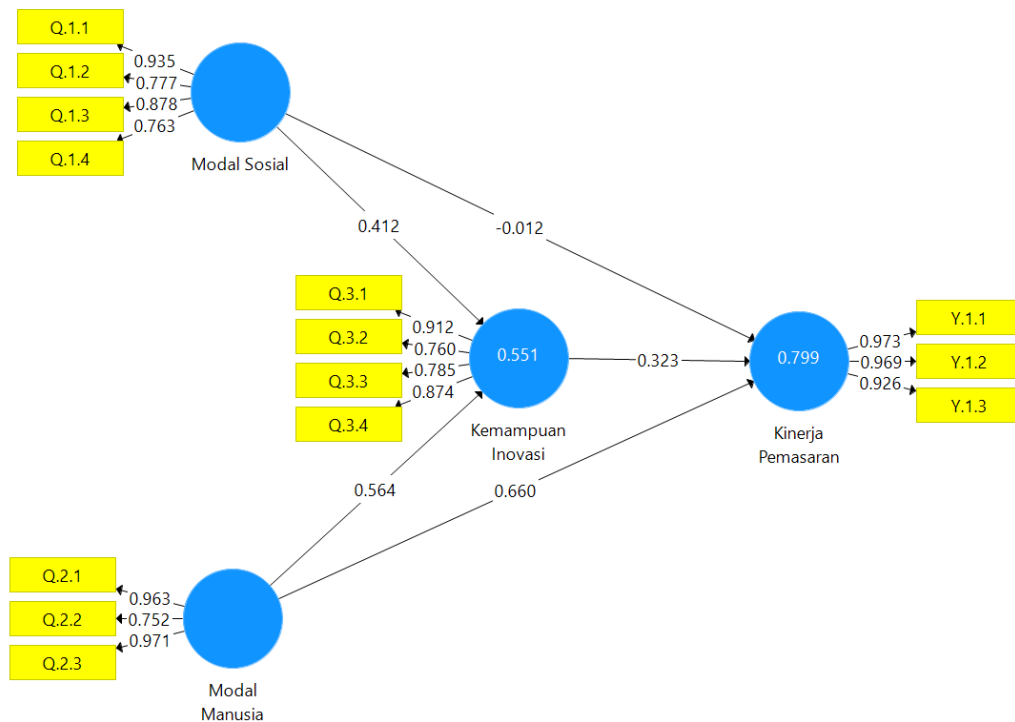 Q.1.1
Q.1.2
Q.1.3
Q.1.4
0.935
0.777
0.878
0.763
Modal Sosial
0.412
-0.012
Q.3.1
Q.3.2
Q.3.3
Q.3.4
0.912
0.760
0.785
0.874
0.551
Kemampuan
Inovasi
0.323
0.799
Kinerja
Pemasaran
0.973
0.969
0.926
Y.1.1
Y.1.2
Y.1.3
0.564
0.660
Q.2.1
Q.2.2
Q.2.3
0.963
0.752
0.971
Modal
Manusia